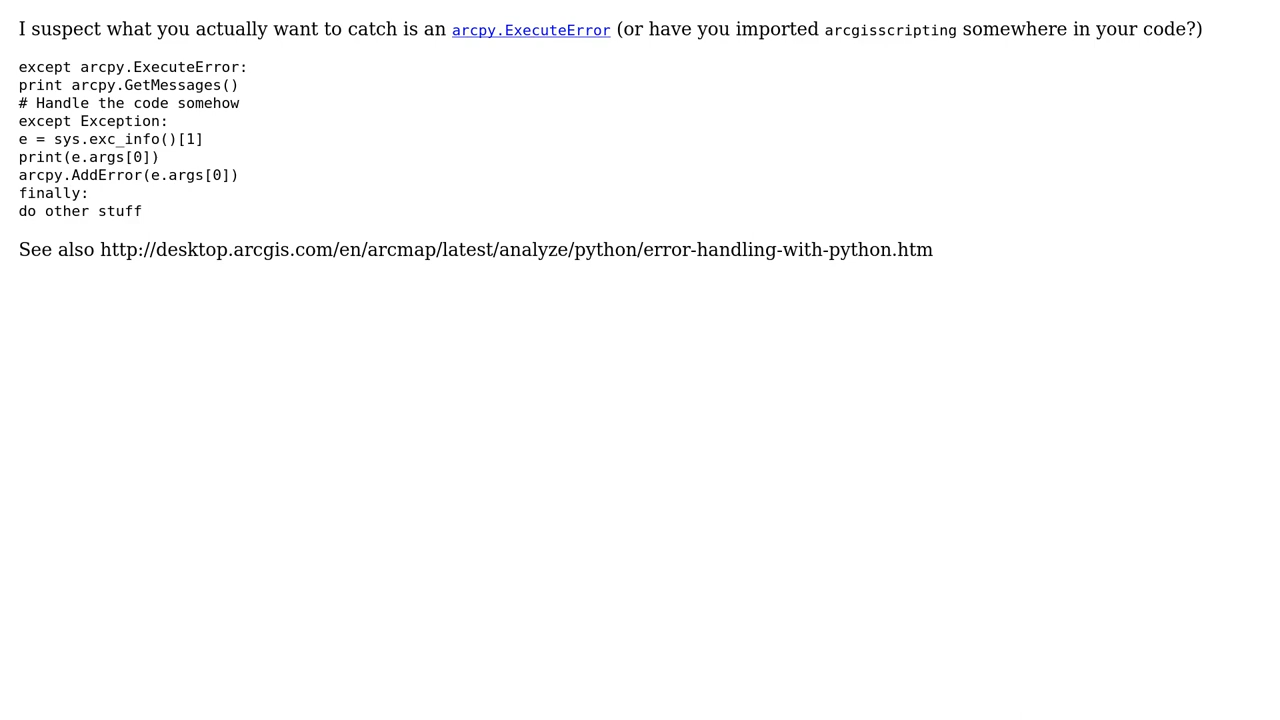 I suspect what you actually want to catch is an arcpy.ExecuteError (or have you imported arcgisscripting somewhere in your code?)
except arcpy.ExecuteError:
print arcpy.GetMessages()
# Handle the code somehow
except Exception:
e = sys.exc_info()[1]
print(e.args[0])
arcpy.AddError(e.args[0])
finally:
do other stuff
See also http://desktop.arcgis.com/en/arcmap/latest/analyze/python/error-handling-with-python.htm